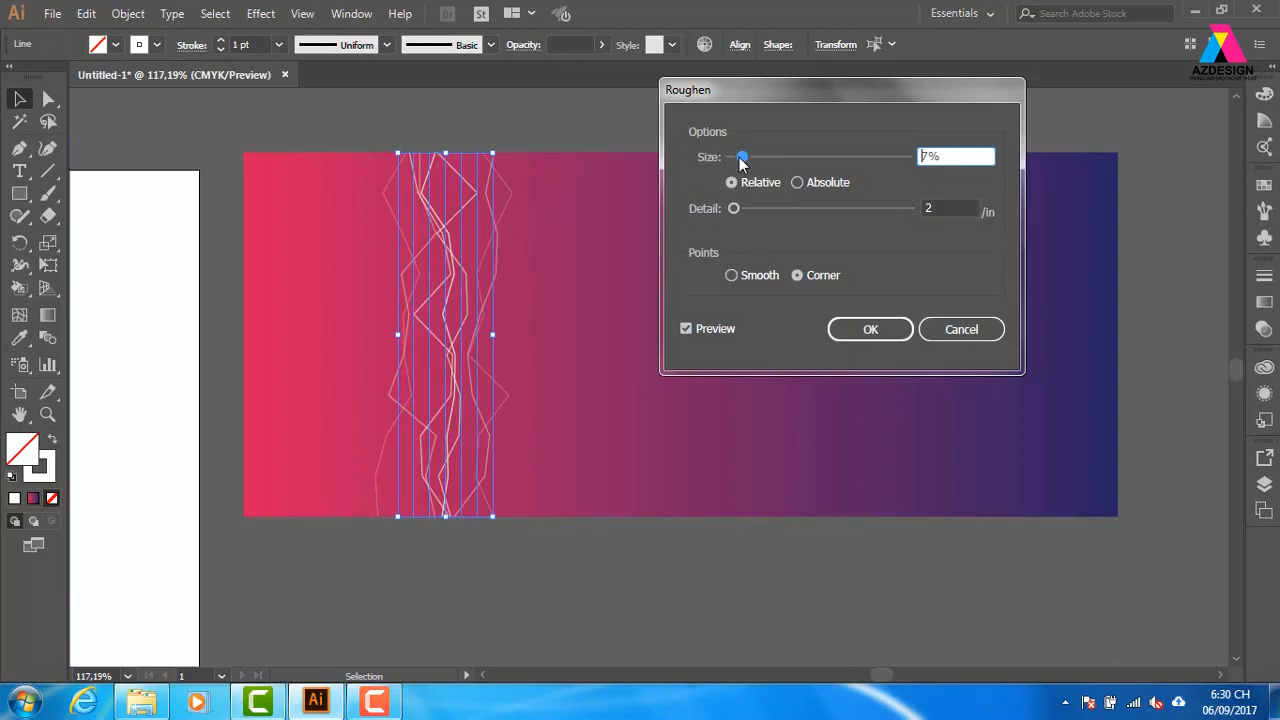 Ai File Edit Object Type Select Effect View Window Help Br St Essentials Search Adobe Stock
Line Stroke: 1 pt Uniform Basic Opacity: Style: Align Shape: Transform
AZDESIGN
Untitled-1* @ 117,19% (CMYK/Preview)
Roughen
Options
Size: 7%
Relative Absolute
Detail: 2 /in
Points
Smooth Corner
Preview OK Cancel
117,19% 1 Selection
Ai
6:30 CH
06/09/2017